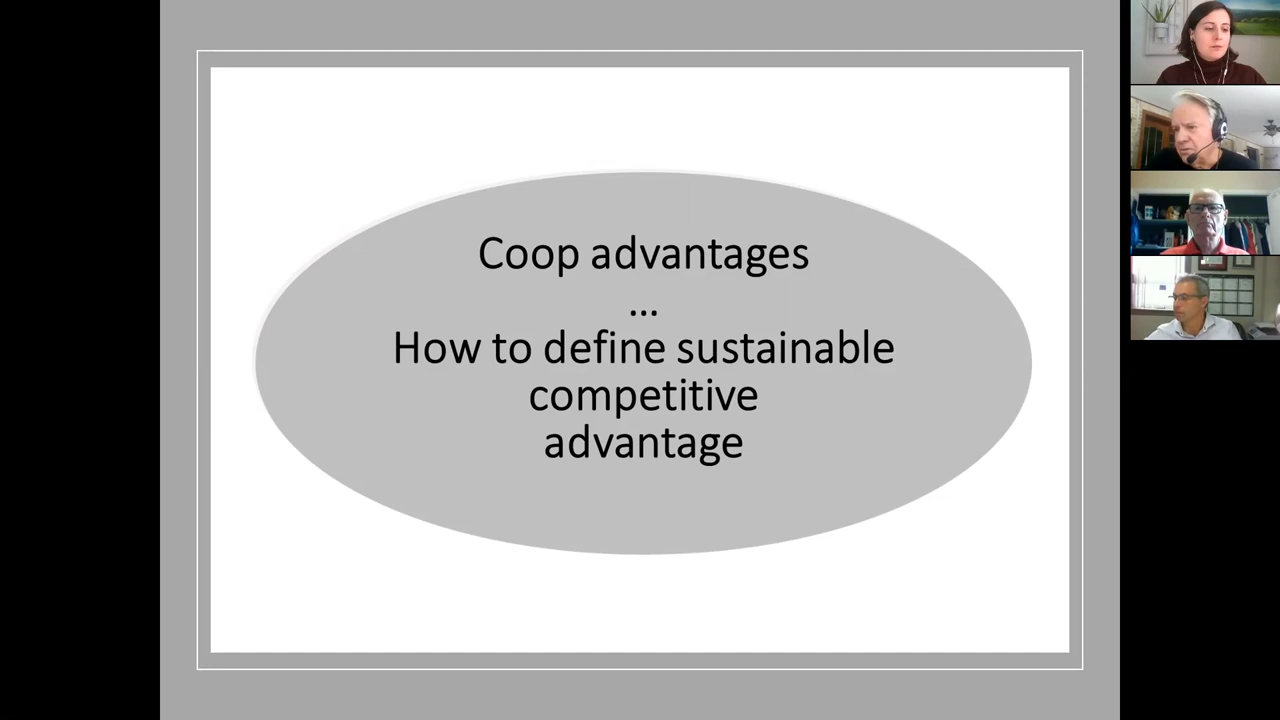 Coop advantages
...
How to define sustainable
competitive
advantage